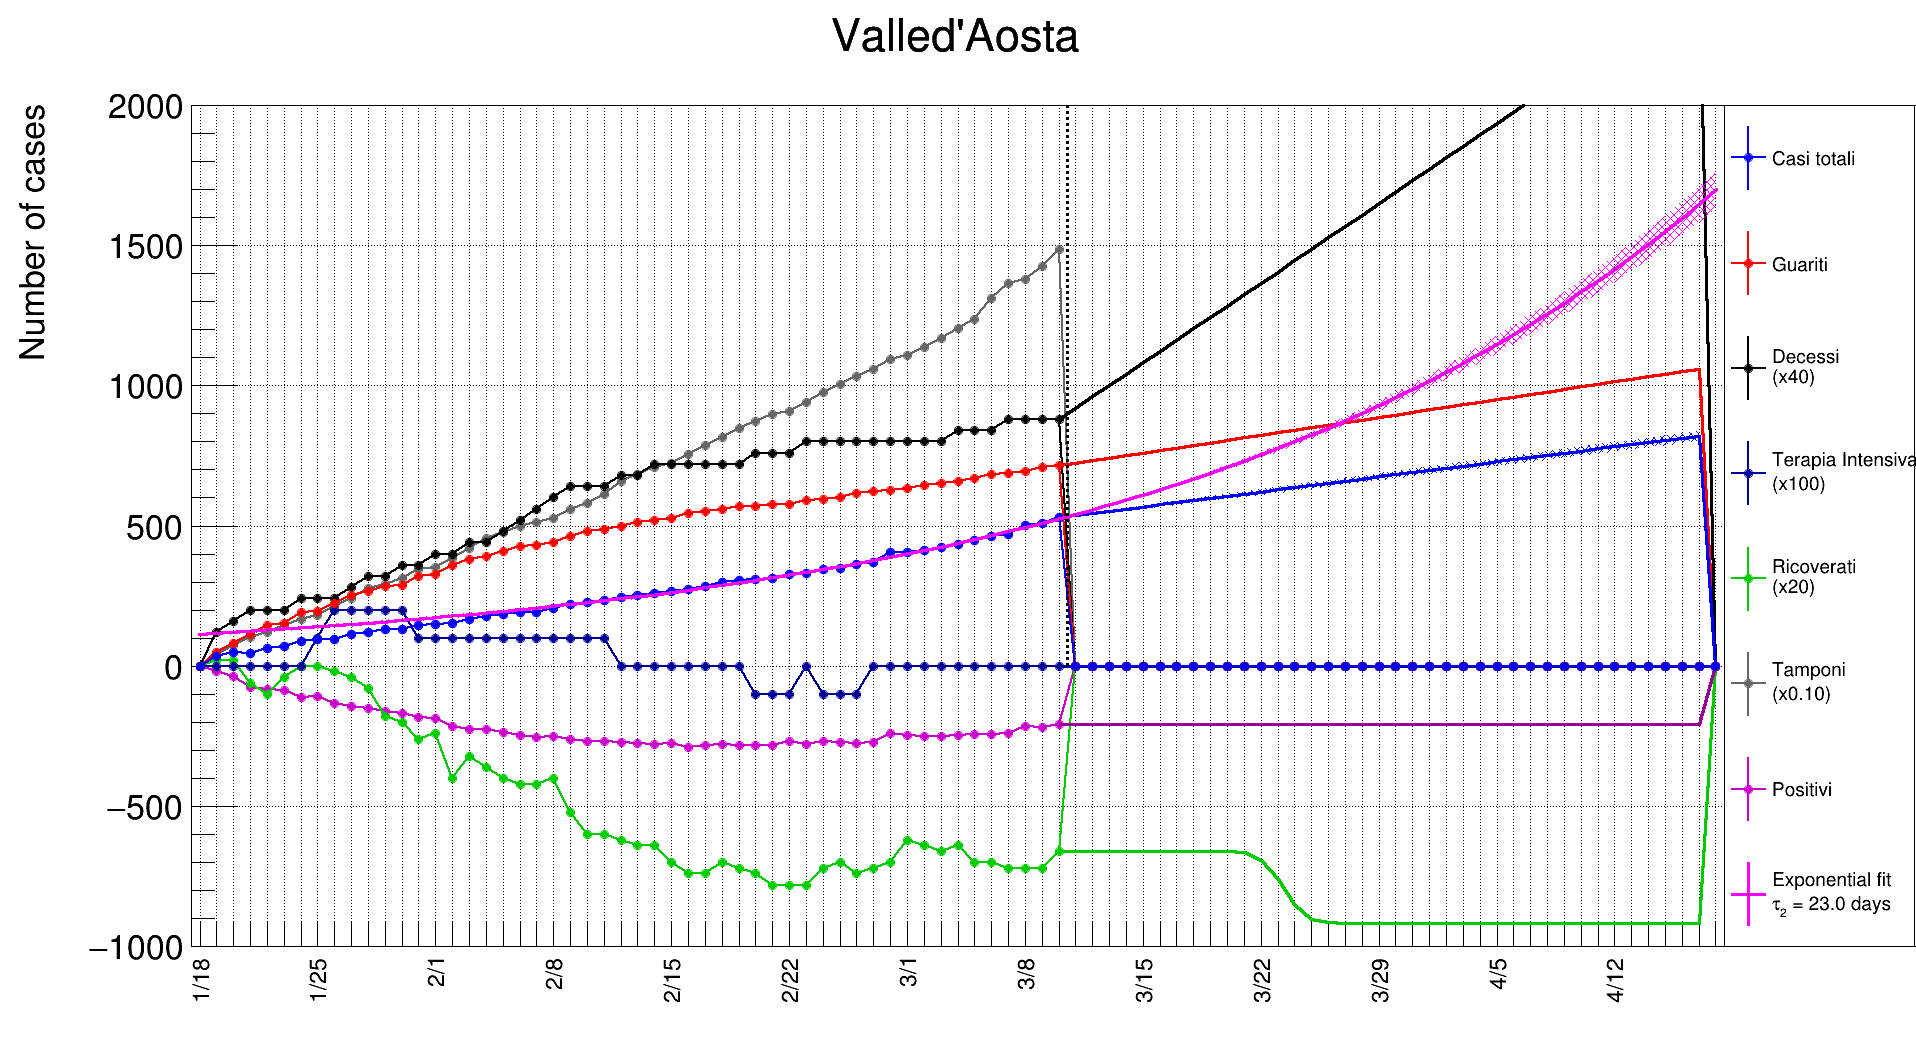 Valled'Aosta
Number of cases
2000
1500
1000
500
0
−500
−1000
1/18
1/25
2/1
2/8
2/15
2/22
3/1
3/8
3/15
3/22
3/29
4/5
4/12
Casi totali
Guariti
Decessi
(x40)
Terapia Intensiva
(x100)
Ricoverati
(x20)
Tamponi
(x0.10)
Positivi
Exponential fit
τ2 = 23.0 days